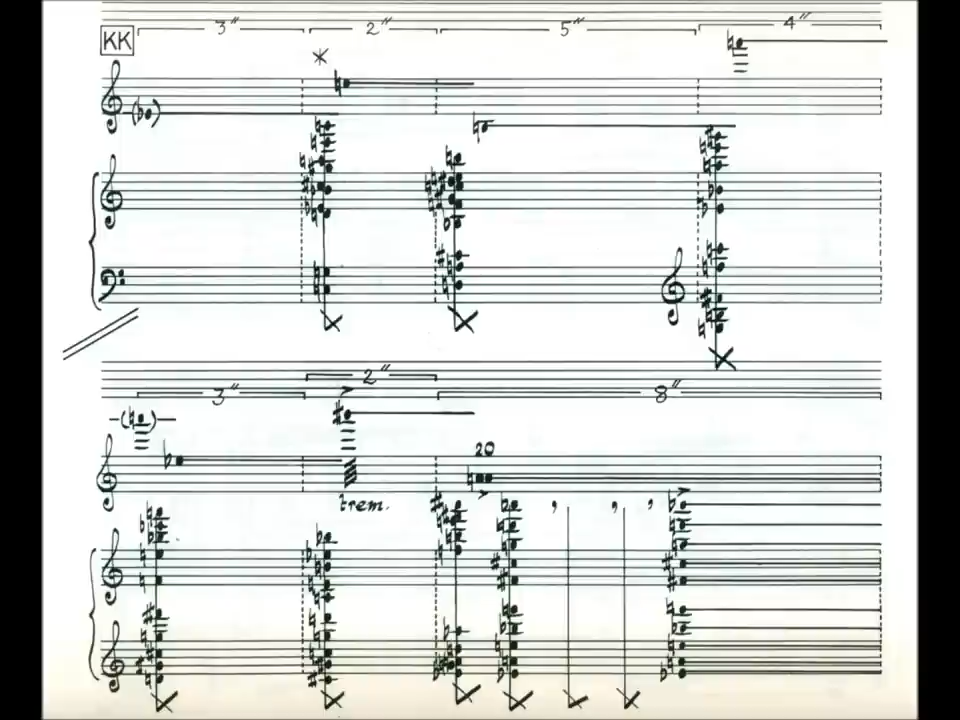 KK 3″ 2″ 5″ 4″
*
3″ 2″ 8″
20
trem.